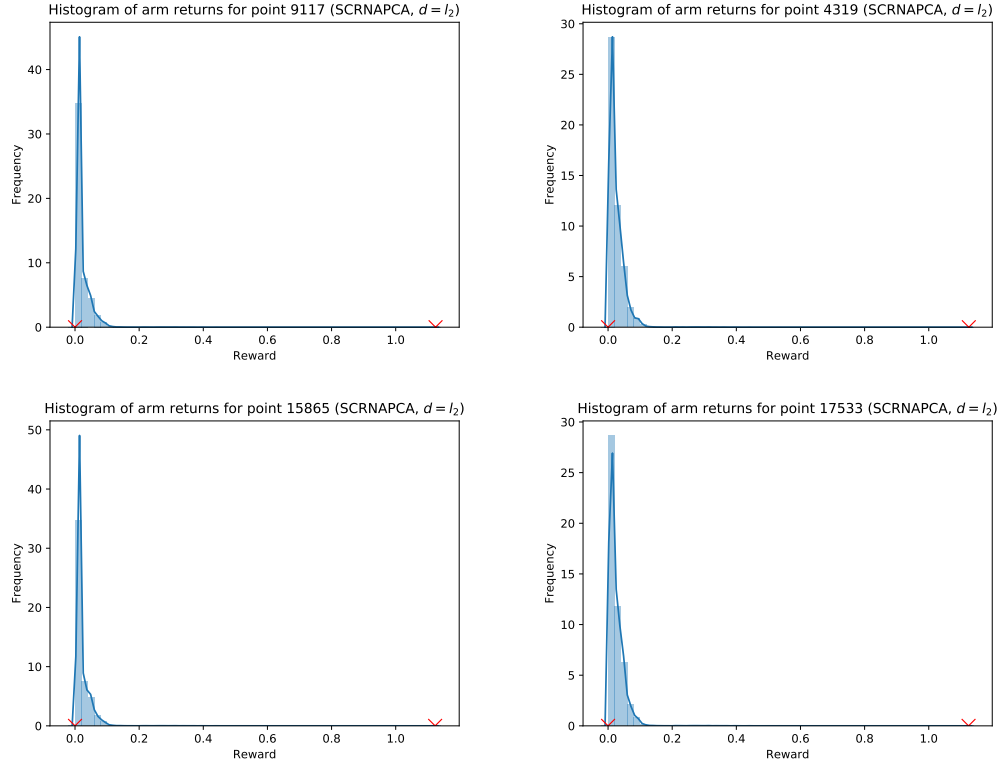 Histogram of arm returns for point 9117 (SCRNAPCA, d = l₂)
Frequency
40
30
20
10
0
0.0 0.2 0.4 0.6 0.8 1.0
Reward
Histogram of arm returns for point 4319 (SCRNAPCA, d = l₂)
Frequency
30
25
20
15
10
5
0
0.0 0.2 0.4 0.6 0.8 1.0
Reward
Histogram of arm returns for point 15865 (SCRNAPCA, d = l₂)
Frequency
50
40
30
20
10
0
0.0 0.2 0.4 0.6 0.8 1.0
Reward
Histogram of arm returns for point 17533 (SCRNAPCA, d = l₂)
Frequency
30
25
20
15
10
5
0
0.0 0.2 0.4 0.6 0.8 1.0
Reward